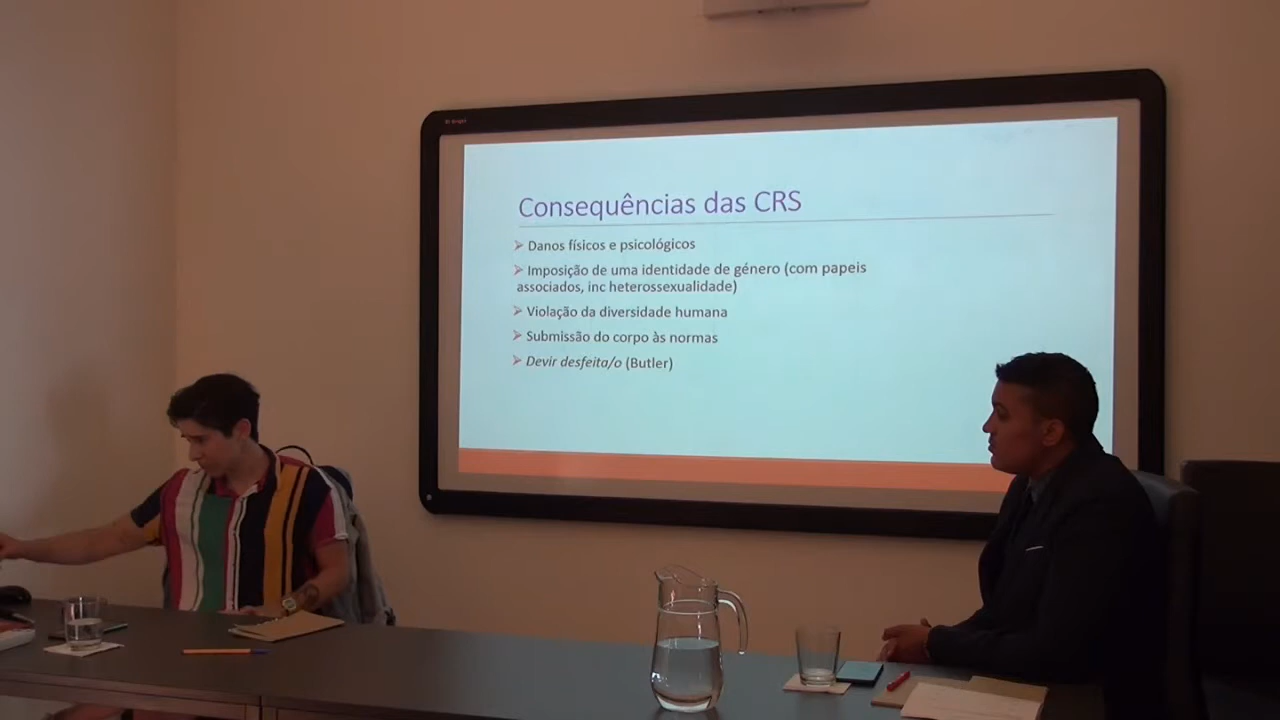 Consequências das CRS
➢ Danos físicos e psicológicos
➢ Imposição de uma identidade de género (com papeis
associados, inc heterossexualidade)
➢ Violação da diversidade humana
➢ Submissão do corpo às normas
➢ Devir desfeita/o (Butler)